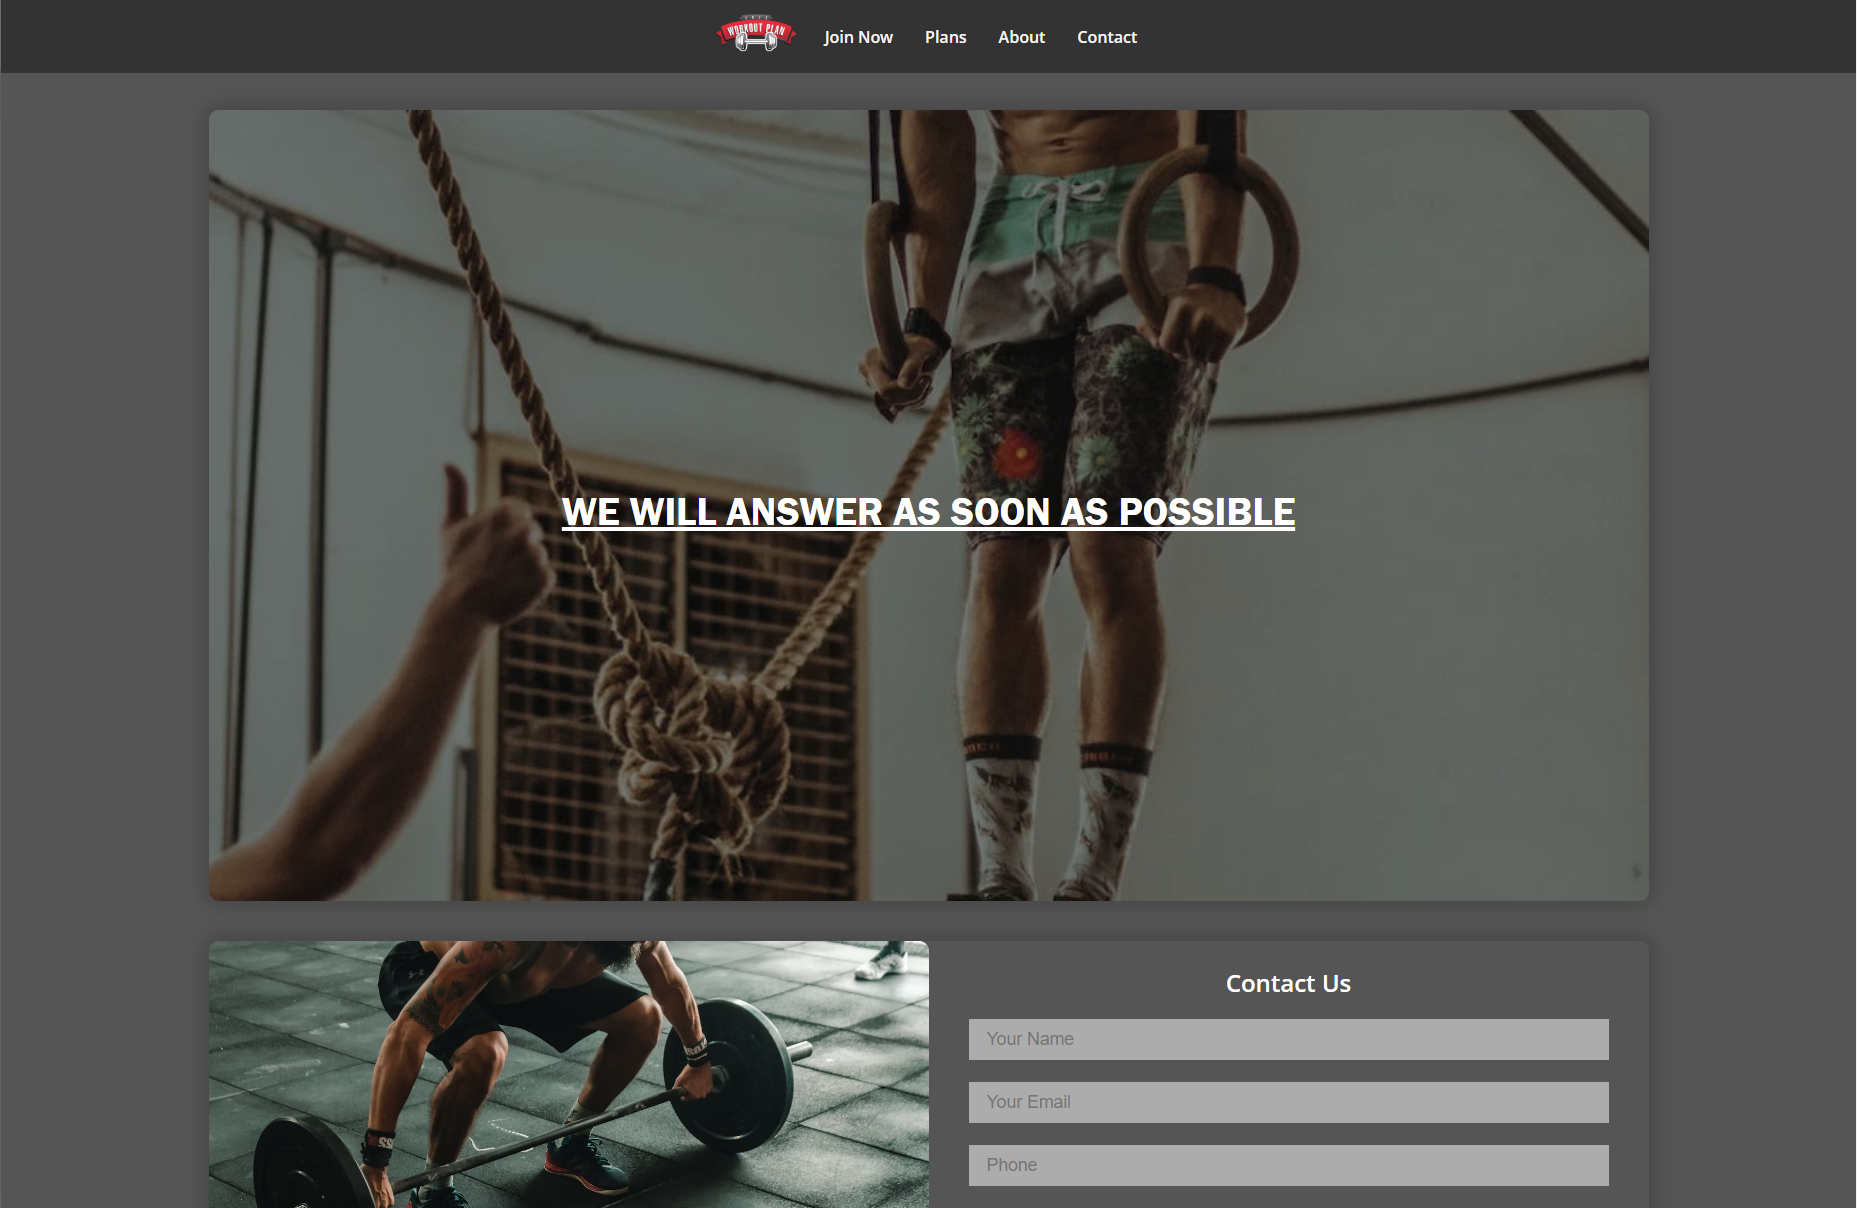 WORKOUT PLAN
Join Now
Plans
About
Contact
WE WILL ANSWER AS SOON AS POSSIBLE
Contact Us
Your Name
Your Email
Phone